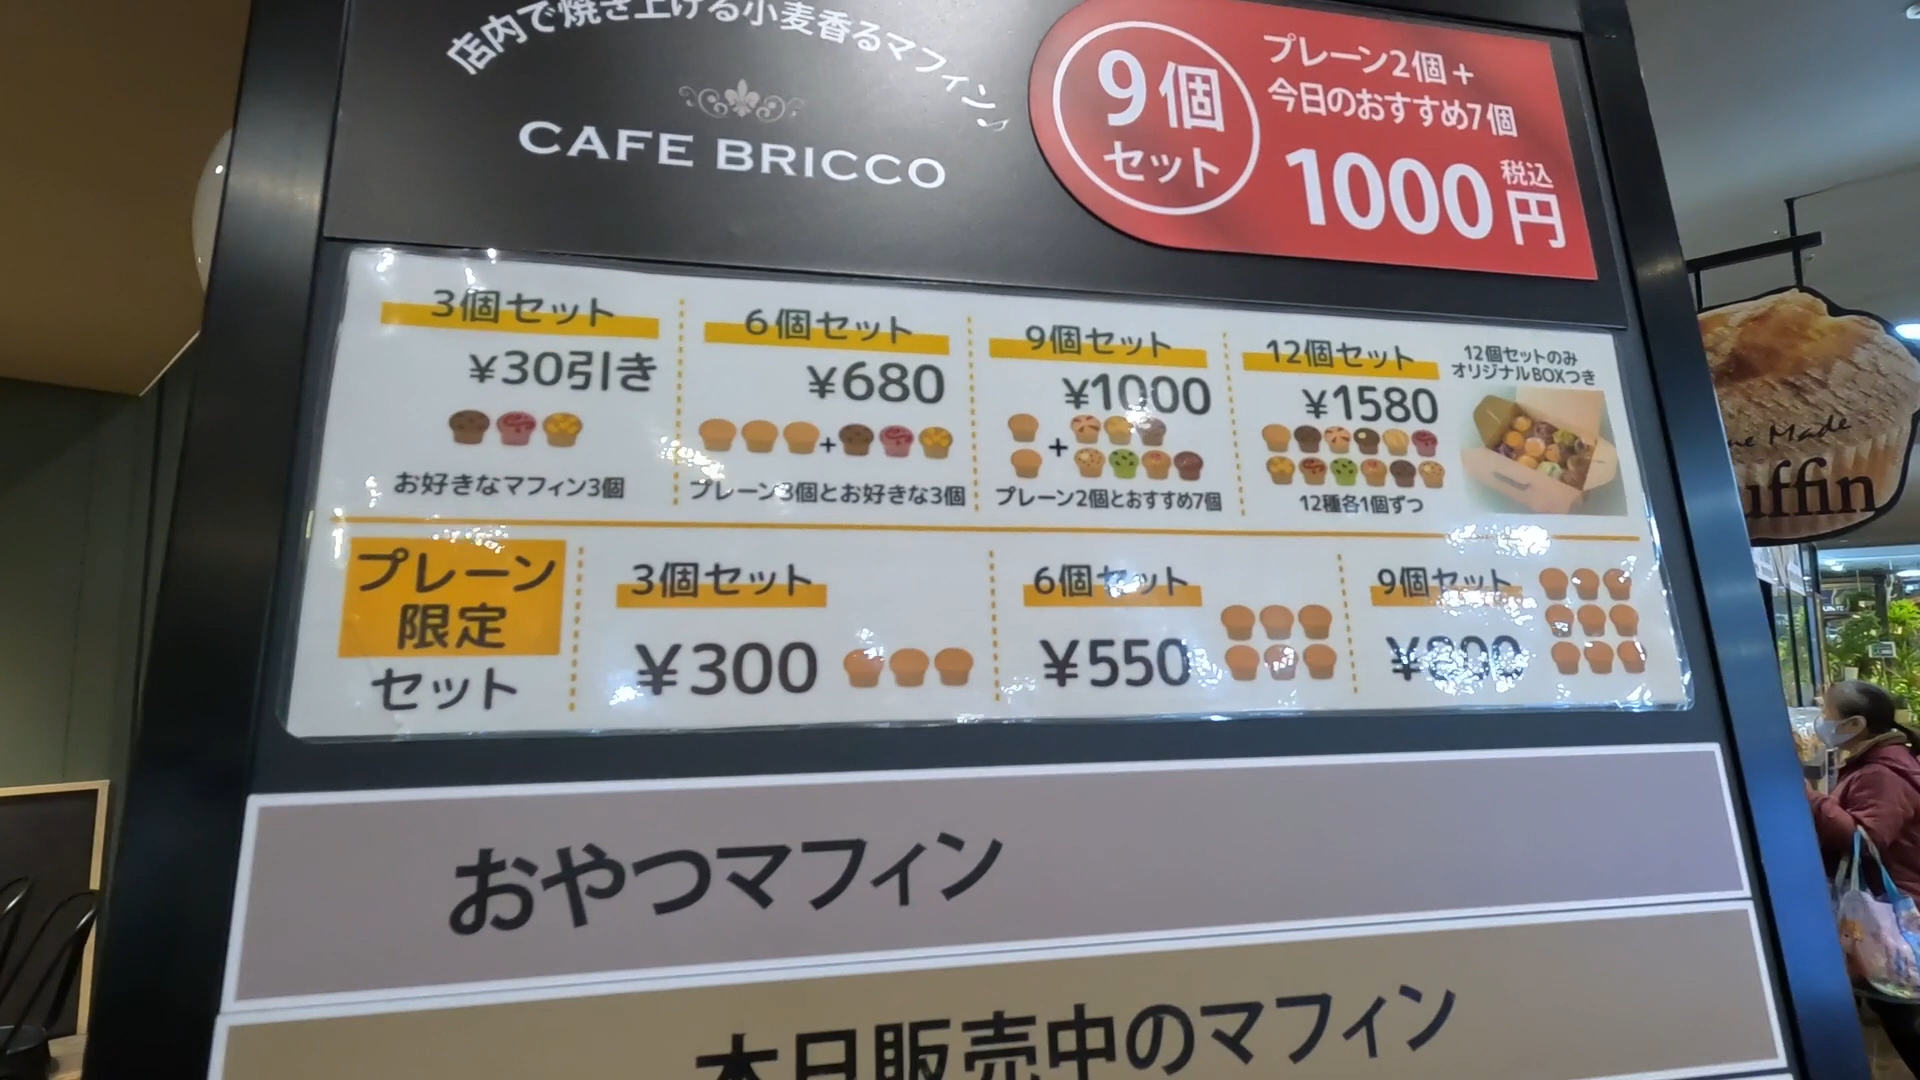 店内で焼き上げる小麦香るマフィン♪
CAFE BRICCO
9個
セット
プレーン2個+
今日のおすすめ7個
1000円
税込
3個セット
¥30引き
お好きなマフィン3個
6個セット
¥680
+
プレーン3個とお好きな3個
9個セット
¥1000
+
プレーン2個とおすすめ7個
12個セット
¥1580
12種各1個ずつ
12個セットのみ
オリジナルBOXつき
プレーン
限定
セット
3個セット
¥300
6個セット
¥550
9個セット
¥800
おやつマフィン
本日販売中のマフィン
Made
uffin